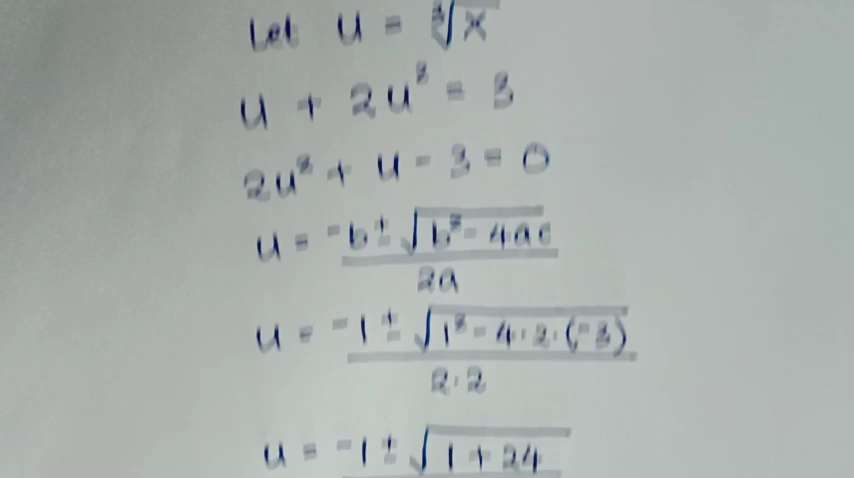 Let u = ∛x
u + 2u² = 3
2u² + u - 3 = 0
u = -b ± √(b² - 4ac)
2a
u = -1 ± √(1² - 4·2·(-3))
2·2
u = -1 ± √(1 + 24)